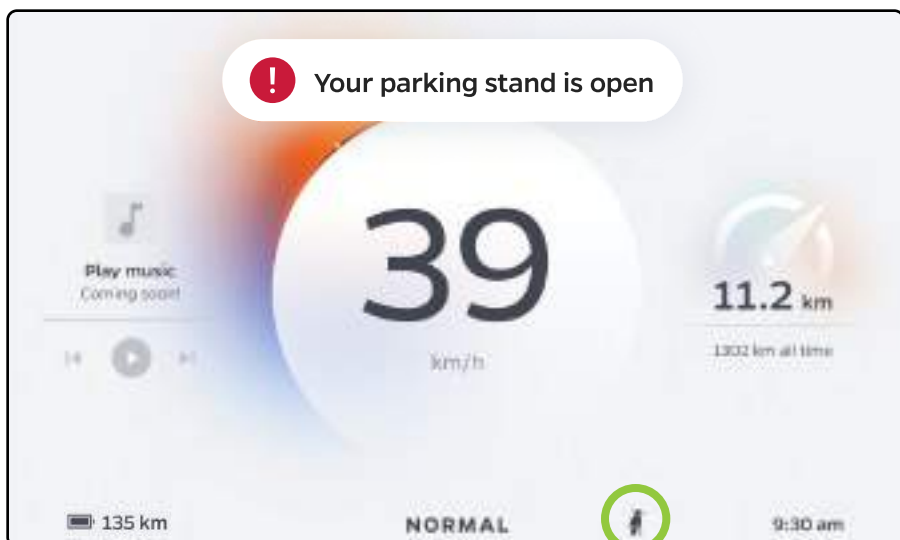 Your parking stand is open
39
km/h
Play music
Coming soon!
11.2 km
1302 km all time
135 km
NORMAL
9:30 am